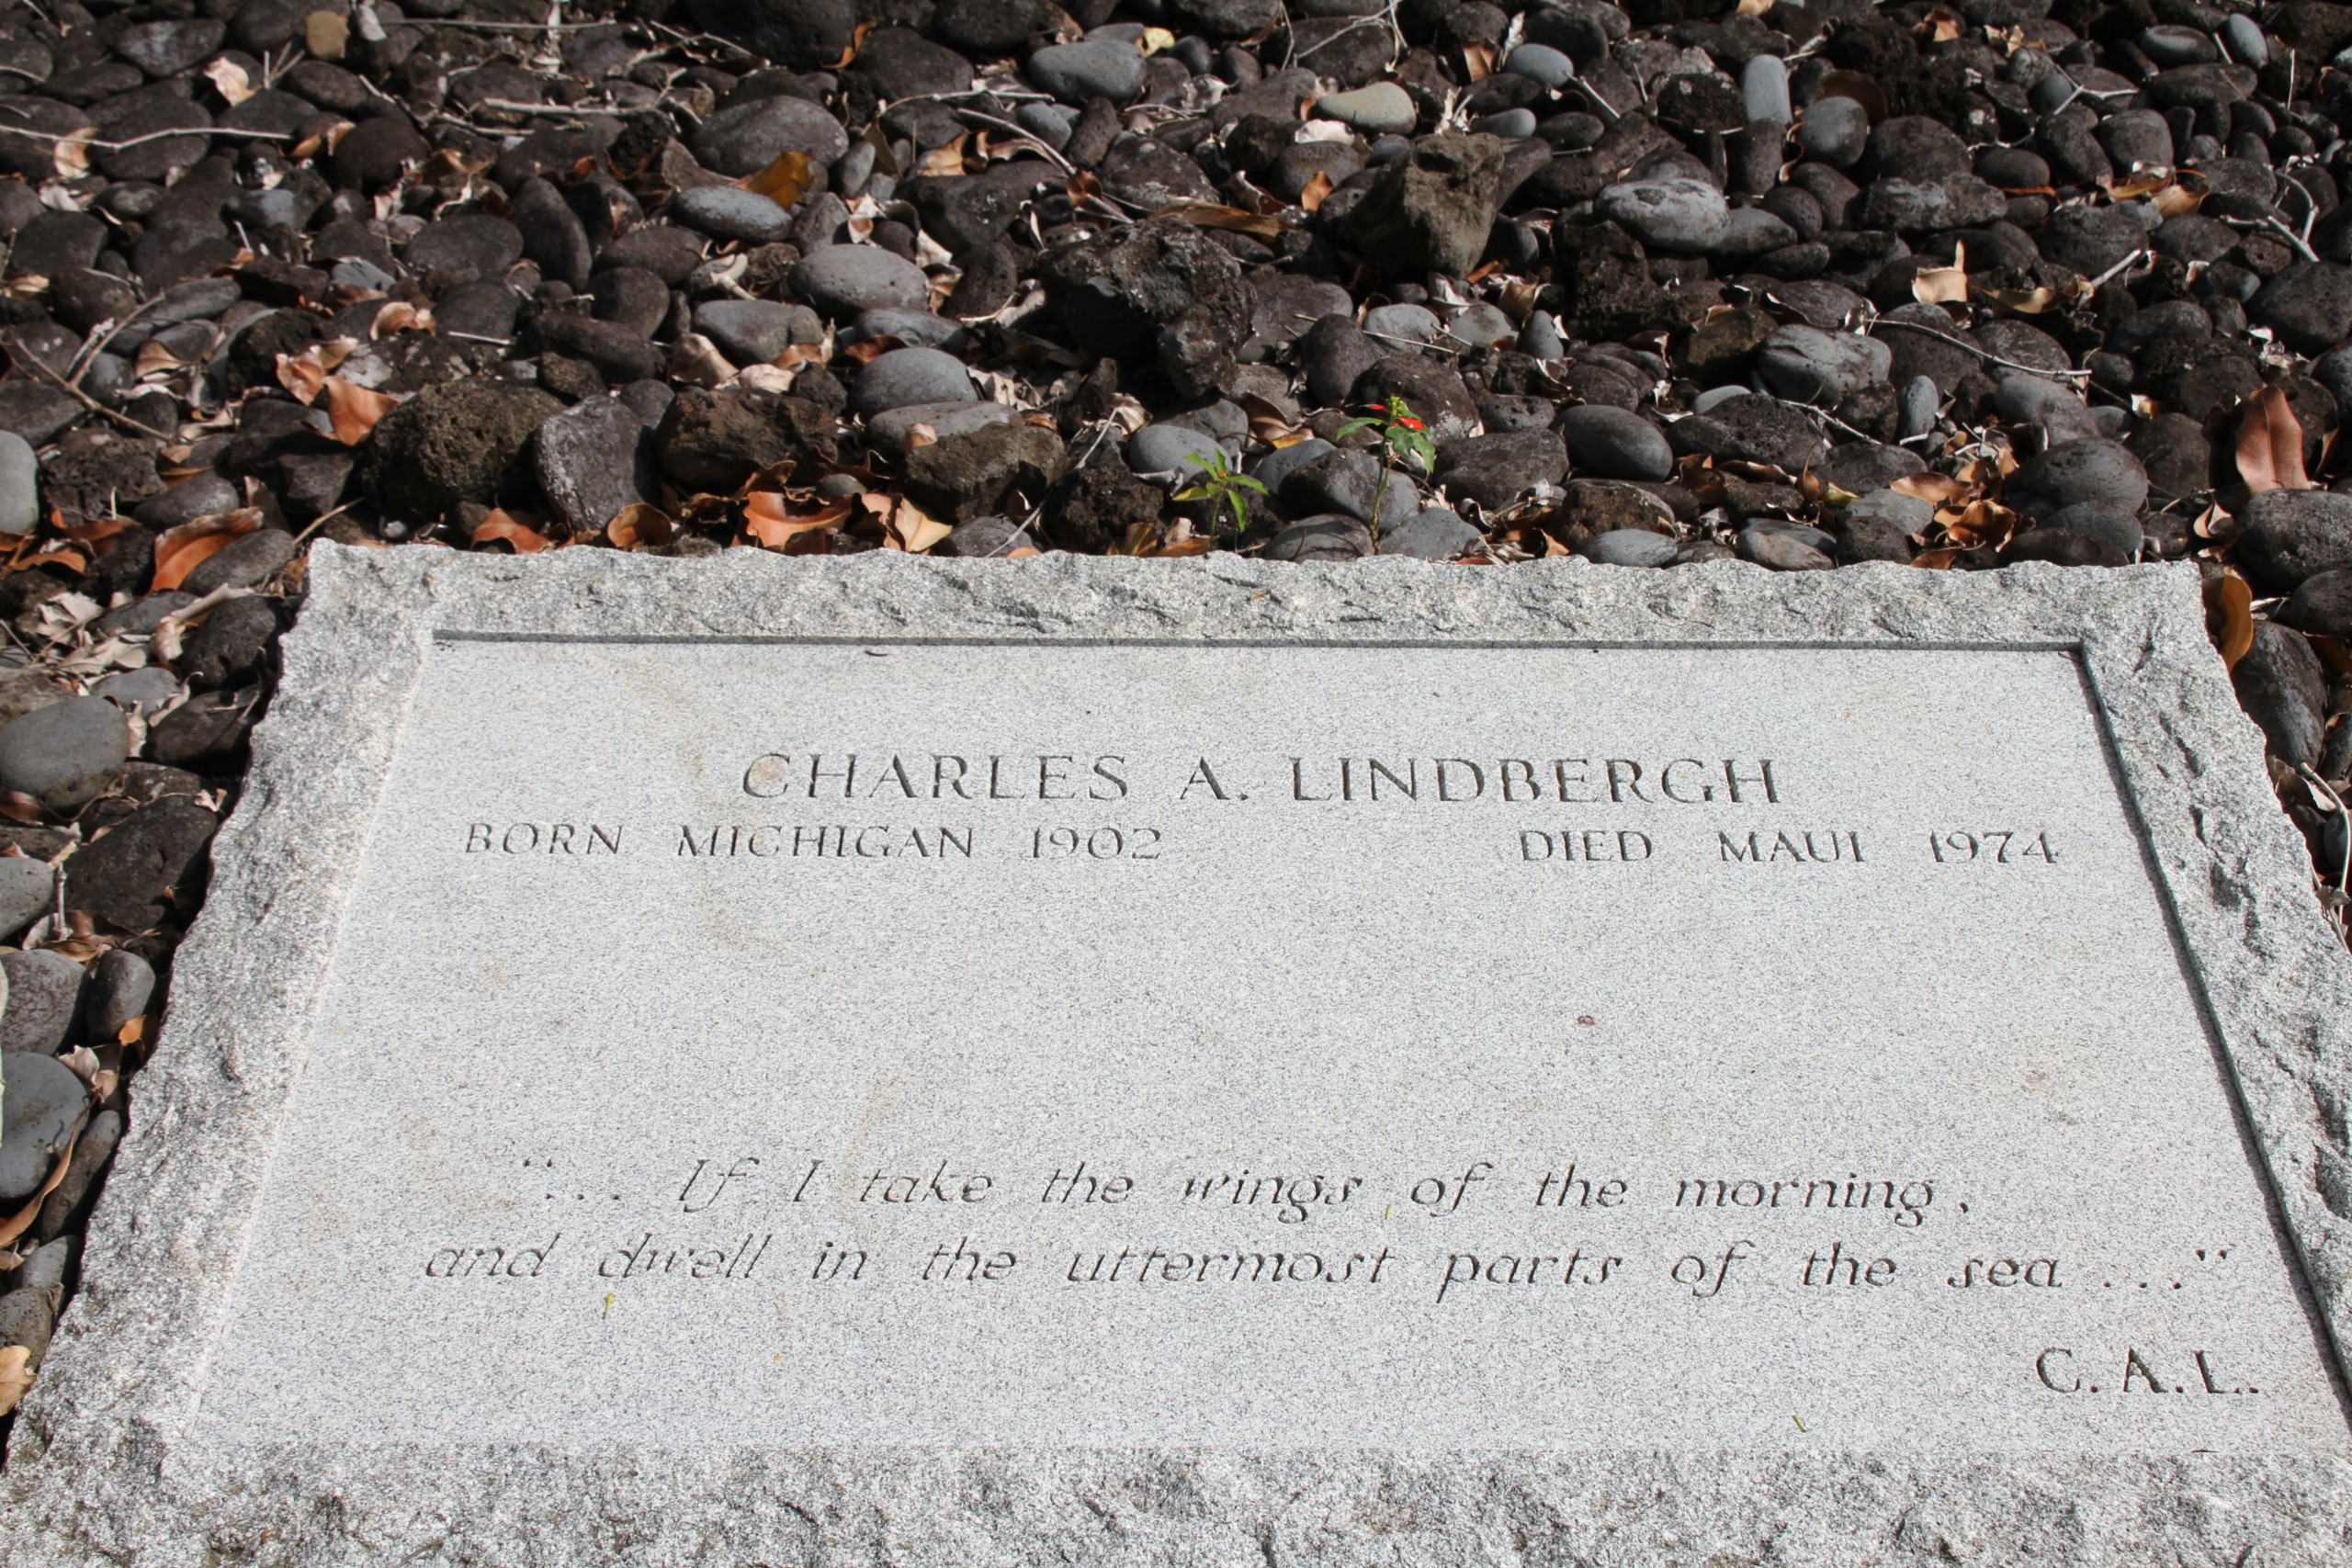 CHARLES A. LINDBERGH
BORN MICHIGAN 1902 DIED MAUI 1974
"... If I take the wings of the morning,
and dwell in the uttermost parts of the sea ..."
C.A.L.